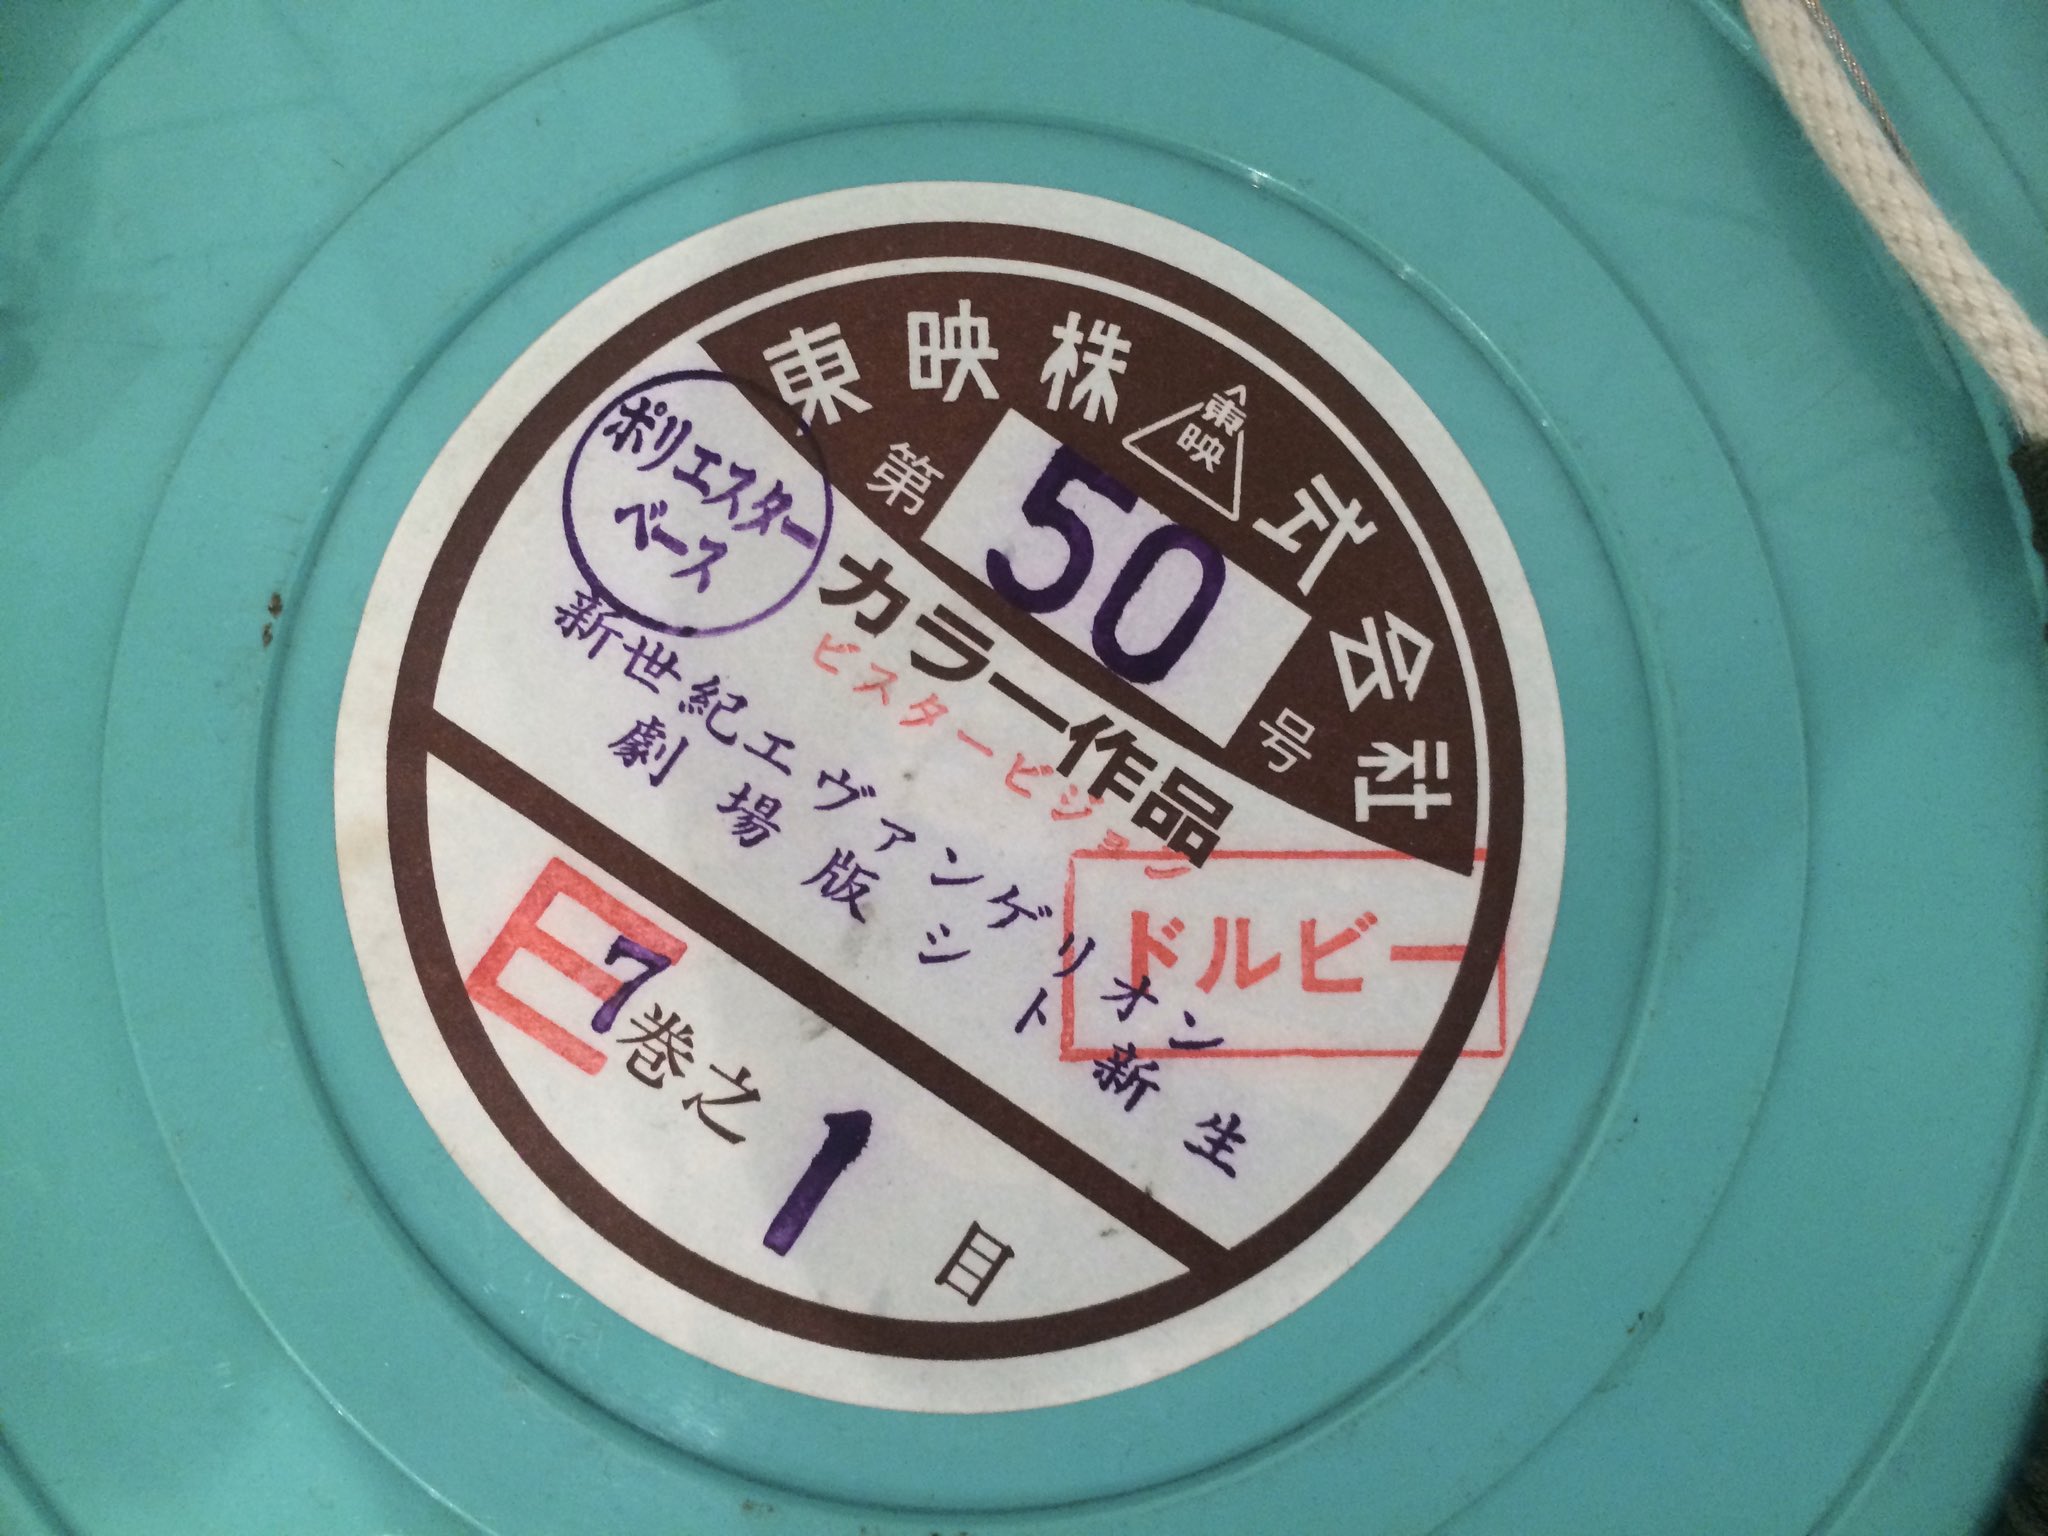 東映株式会社
東映
第50号
ポリエスター
ベース
カラー作品
ビスタービジョン
ドルビー
新世紀エヴァンゲリオン
劇場版シト新生
E
7巻之1目